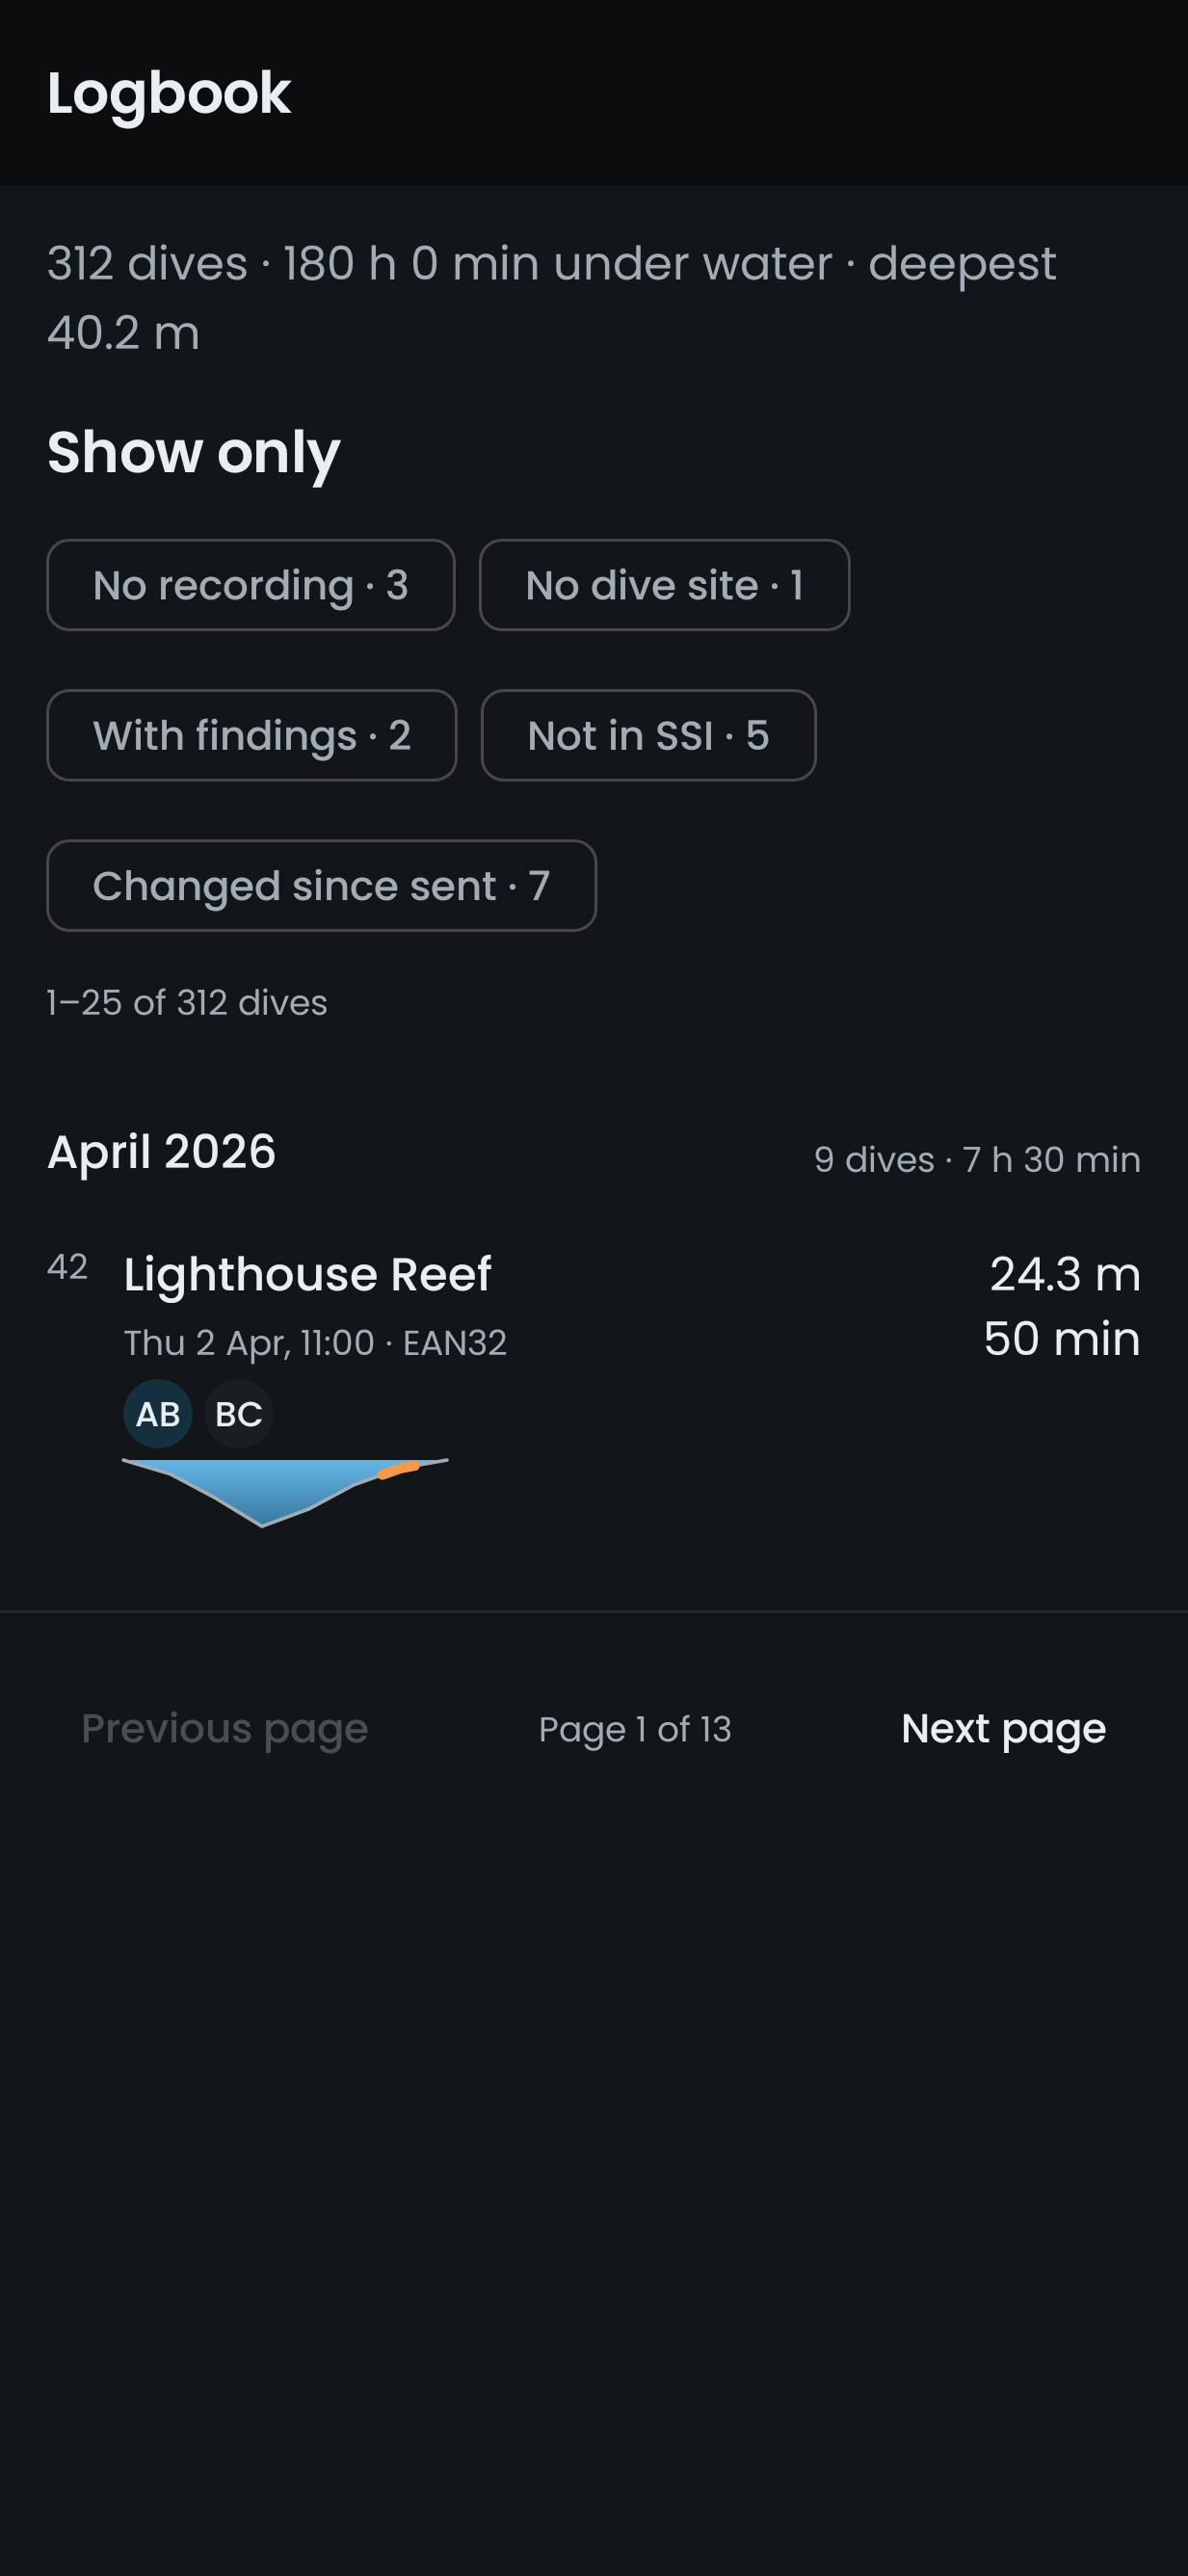 Logbook
312 dives · 180 h 0 min under water · deepest
40.2 m
Show only
No recording · 3
No dive site · 1
With findings · 2
Not in SSI · 5
Changed since sent · 7
1–25 of 312 dives
April 2026
9 dives · 7 h 30 min
42
Lighthouse Reef
24.3 m
Thu 2 Apr, 11:00 · EAN32
50 min
AB
BC
Previous page
Page 1 of 13
Next page